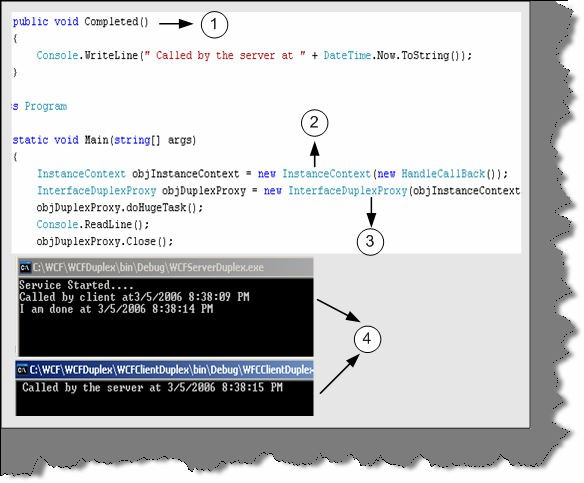 public void Completed()
1
{
Console.WriteLine(" Called by the server at " + DateTime.Now.ToString());
}
s Program
static void Main(string[] args)
2
{
InstanceContext objInstanceContext = new InstanceContext(new HandleCallBack());
InterfaceDuplexProxy objDuplexProxy = new InterfaceDuplexProxy(objInstanceContext
objDuplexProxy.doHugeTask();
Console.ReadLine();
3
objDuplexProxy.Close();
C:\WCF\WCFDuplex\bin\Debug\WCFServerDuplex.exe
Service Started....
Called by client at3/5/2006 8:38:09 PM
I am done at 3/5/2006 8:38:14 PM
4
C:\WCF\WCFDuplex\WCFClientDuplex\bin\Debug\WFCClientDuplex
Called by the server at 3/5/2006 8:38:15 PM